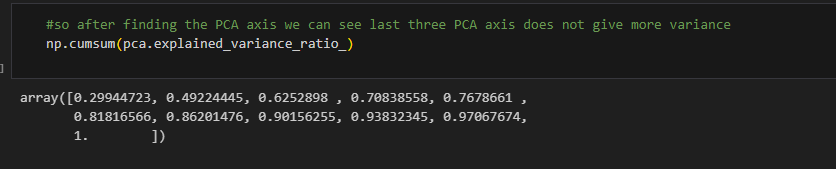 #so after finding the PCA axis we can see last three PCA axis does not give more variance
np.cumsum(pca.explained_variance_ratio_)
]
array([0.29944723, 0.49224445, 0.6252898 , 0.70838558, 0.7678661 ,
0.81816566, 0.86201476, 0.90156255, 0.93832345, 0.97067674,
1.        ])